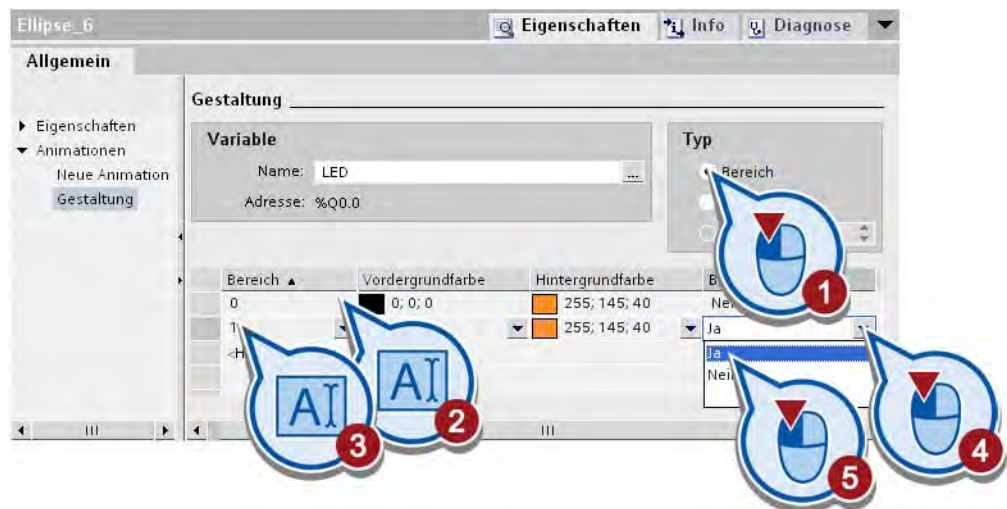 Ellipse_6
Eigenschaften Info Diagnose
Allgemein
Eigenschaften
Animationen
Neue Animation
Gestaltung
Gestaltung
Variable
Name: LED ...
Adresse: %Q0.0
Typ
Bereich
Bereich Vordergrundfarbe Hintergrundfarbe
0 0; 0; 0 255; 145; 40
1 255; 145; 40 Ja
Ja
1
2
3
4
5